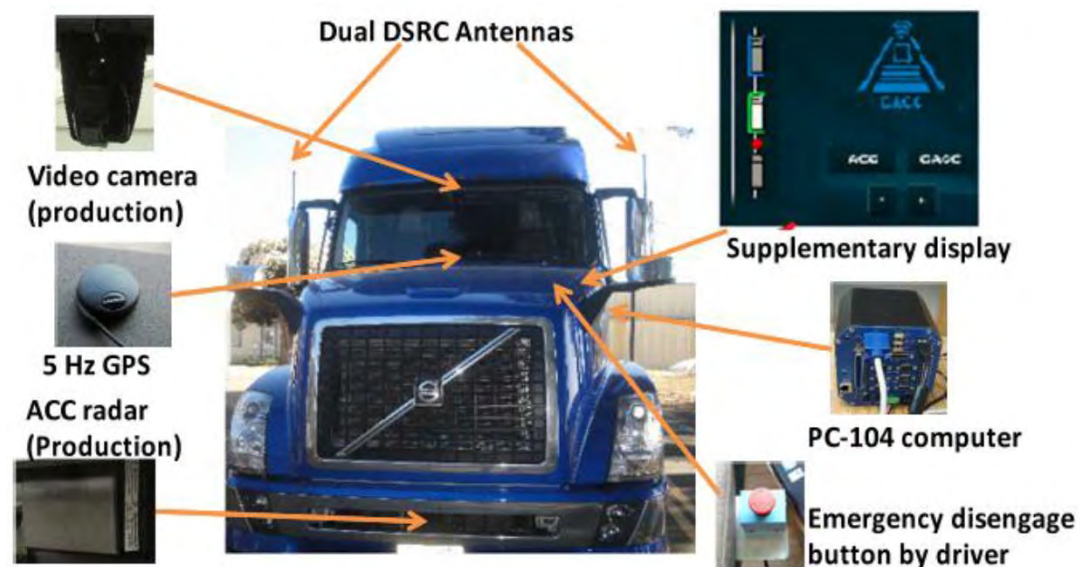 Dual DSRC Antennas
Video camera
(production)
CACC
ACC CACC
Supplementary display
5 Hz GPS
ACC radar
(Production)
PC-104 computer
Emergency disengage
button by driver